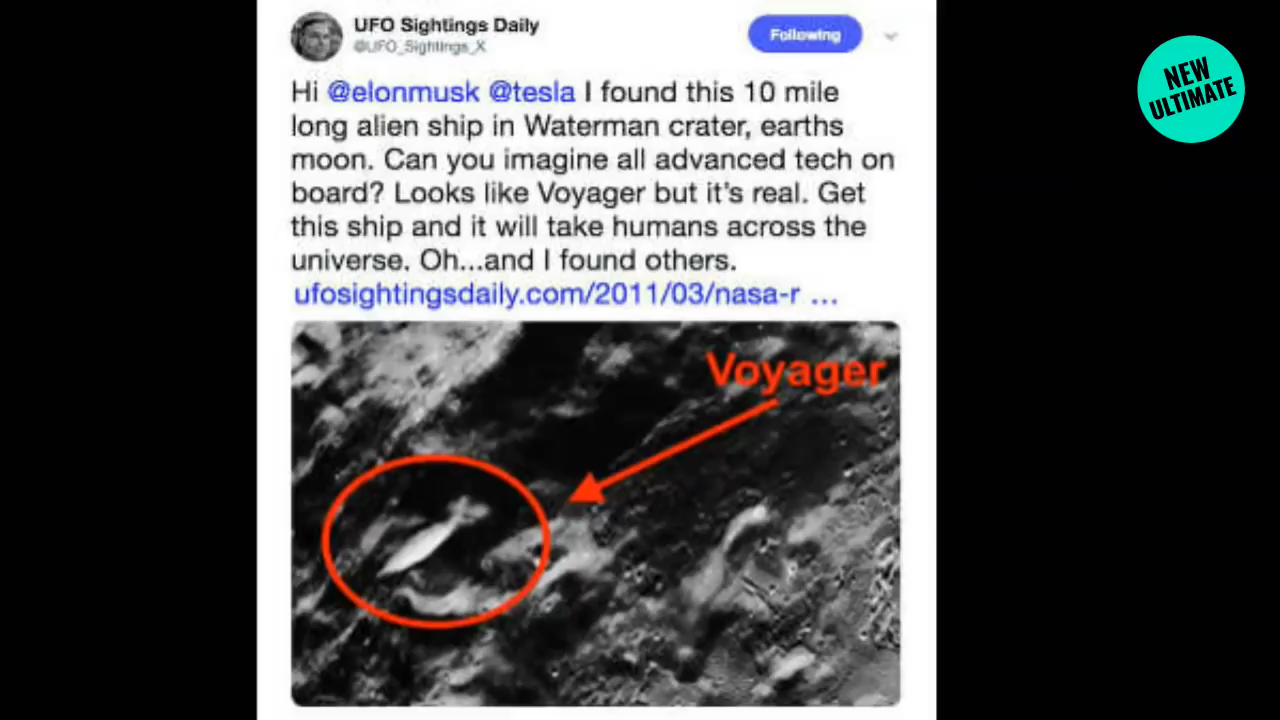 UFO Sightings Daily
@UFO_Sightings_X
Following
Hi @elonmusk @tesla I found this 10 mile
long alien ship in Waterman crater, earths
moon. Can you imagine all advanced tech on
board? Looks like Voyager but it's real. Get
this ship and it will take humans across the
universe. Oh...and I found others.
ufosightingsdaily.com/2011/03/nasa-r ...
Voyager
NEW
ULTIMATE